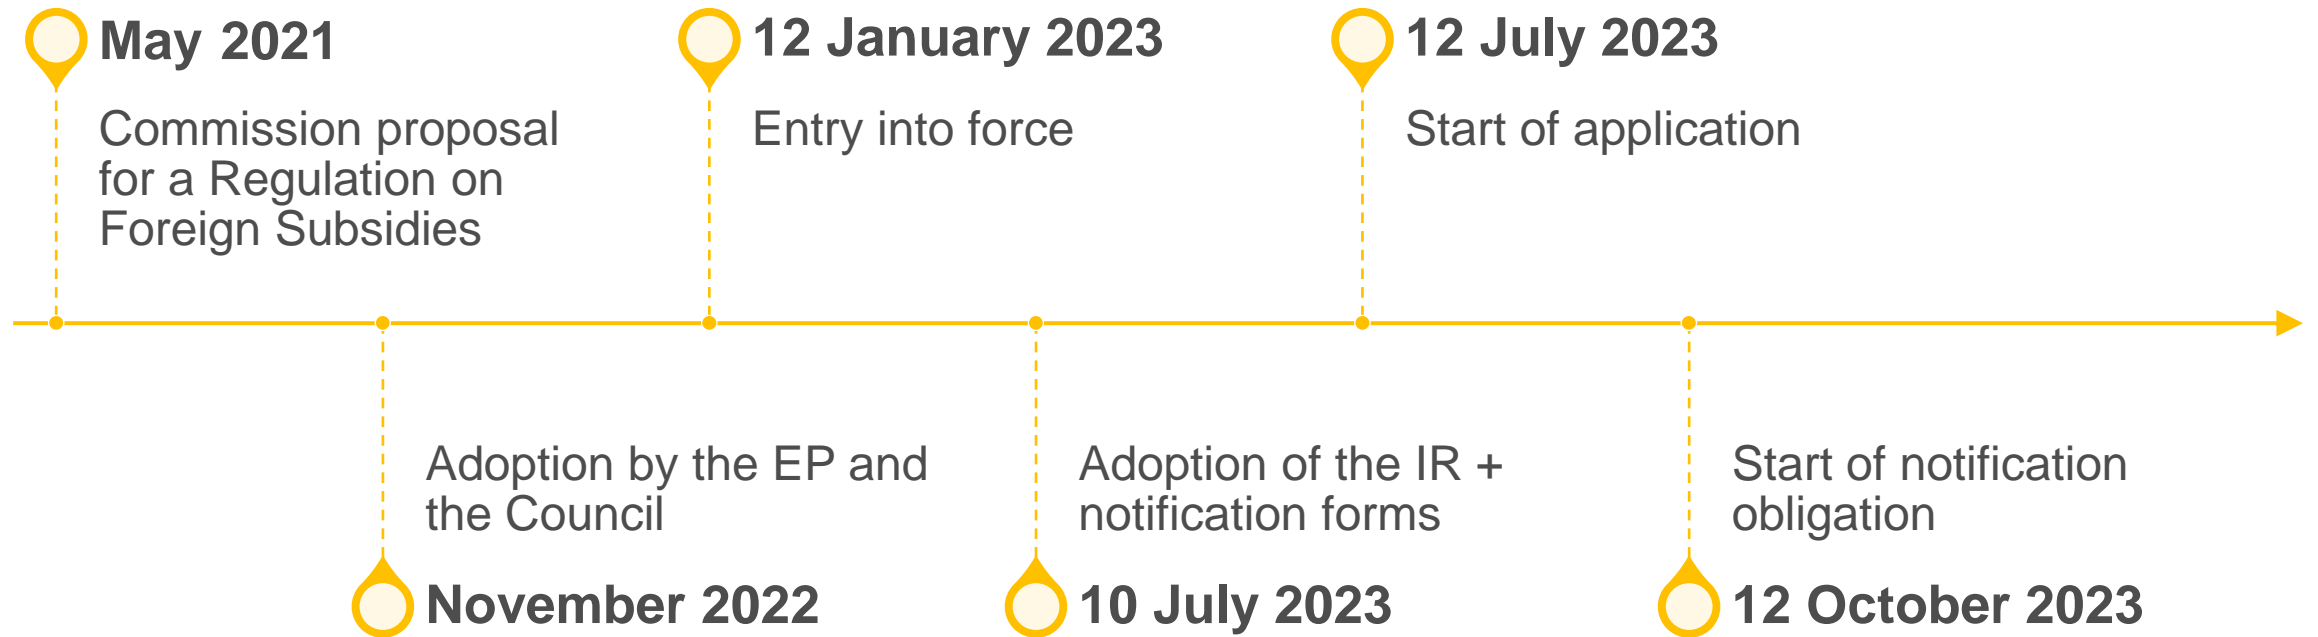 May 2021
Commission proposal
for a Regulation on
Foreign Subsidies
Adoption by the EP and
the Council
November 2022
12 January 2023
Entry into force
Adoption of the IR +
notification forms
10 July 2023
12 July 2023
Start of application
Start of notification
obligation
12 October 2023